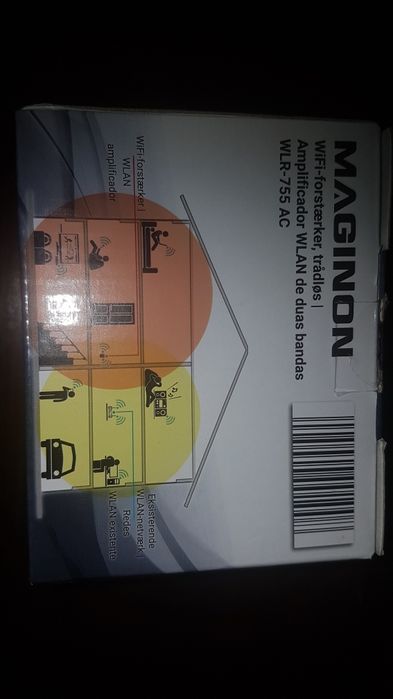 MAGINON
WiFi-forstærker, trådløs |
Amplificador WLAN de duas bandas
WLR-755 AC
WiFi-forstærker |
WLAN
amplificador
Eksisterende
WLAN-netværk |
Redes
WLAN existente